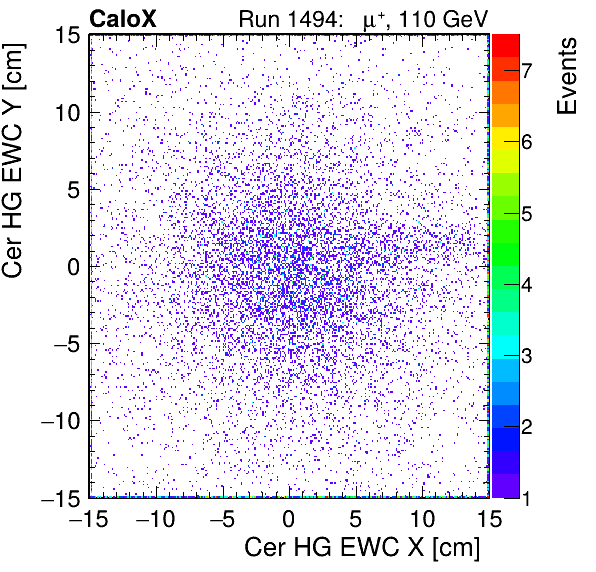 CaloX Run 1494: μ⁺, 110 GeV
Cer HG EWC Y [cm]
15
10
5
0
−5
−10
−15
−15 −10 −5 0 5 10 15
Cer HG EWC X [cm]
Events
7
6
5
4
3
2
1